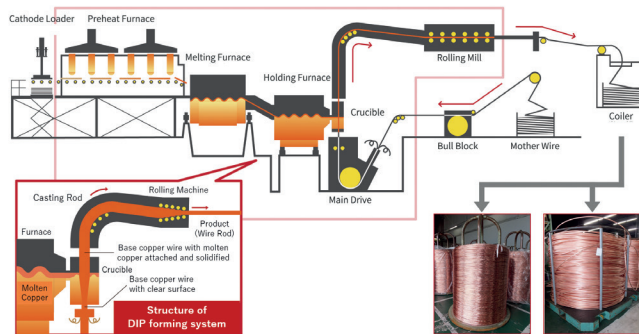 Cathode Loader
Preheat Furnace
Melting Furnace
Holding Furnace
Crucible
Rolling Mill
Coiler
Bull Block
Mother Wire
Main Drive
Casting Rod
Rolling Machine
Product
(Wire Rod)
Furnace
Base copper wire with molten
copper attached and solidified
Crucible
Molten
Copper
Base copper wire
with clear surface
Structure of
DIP forming system